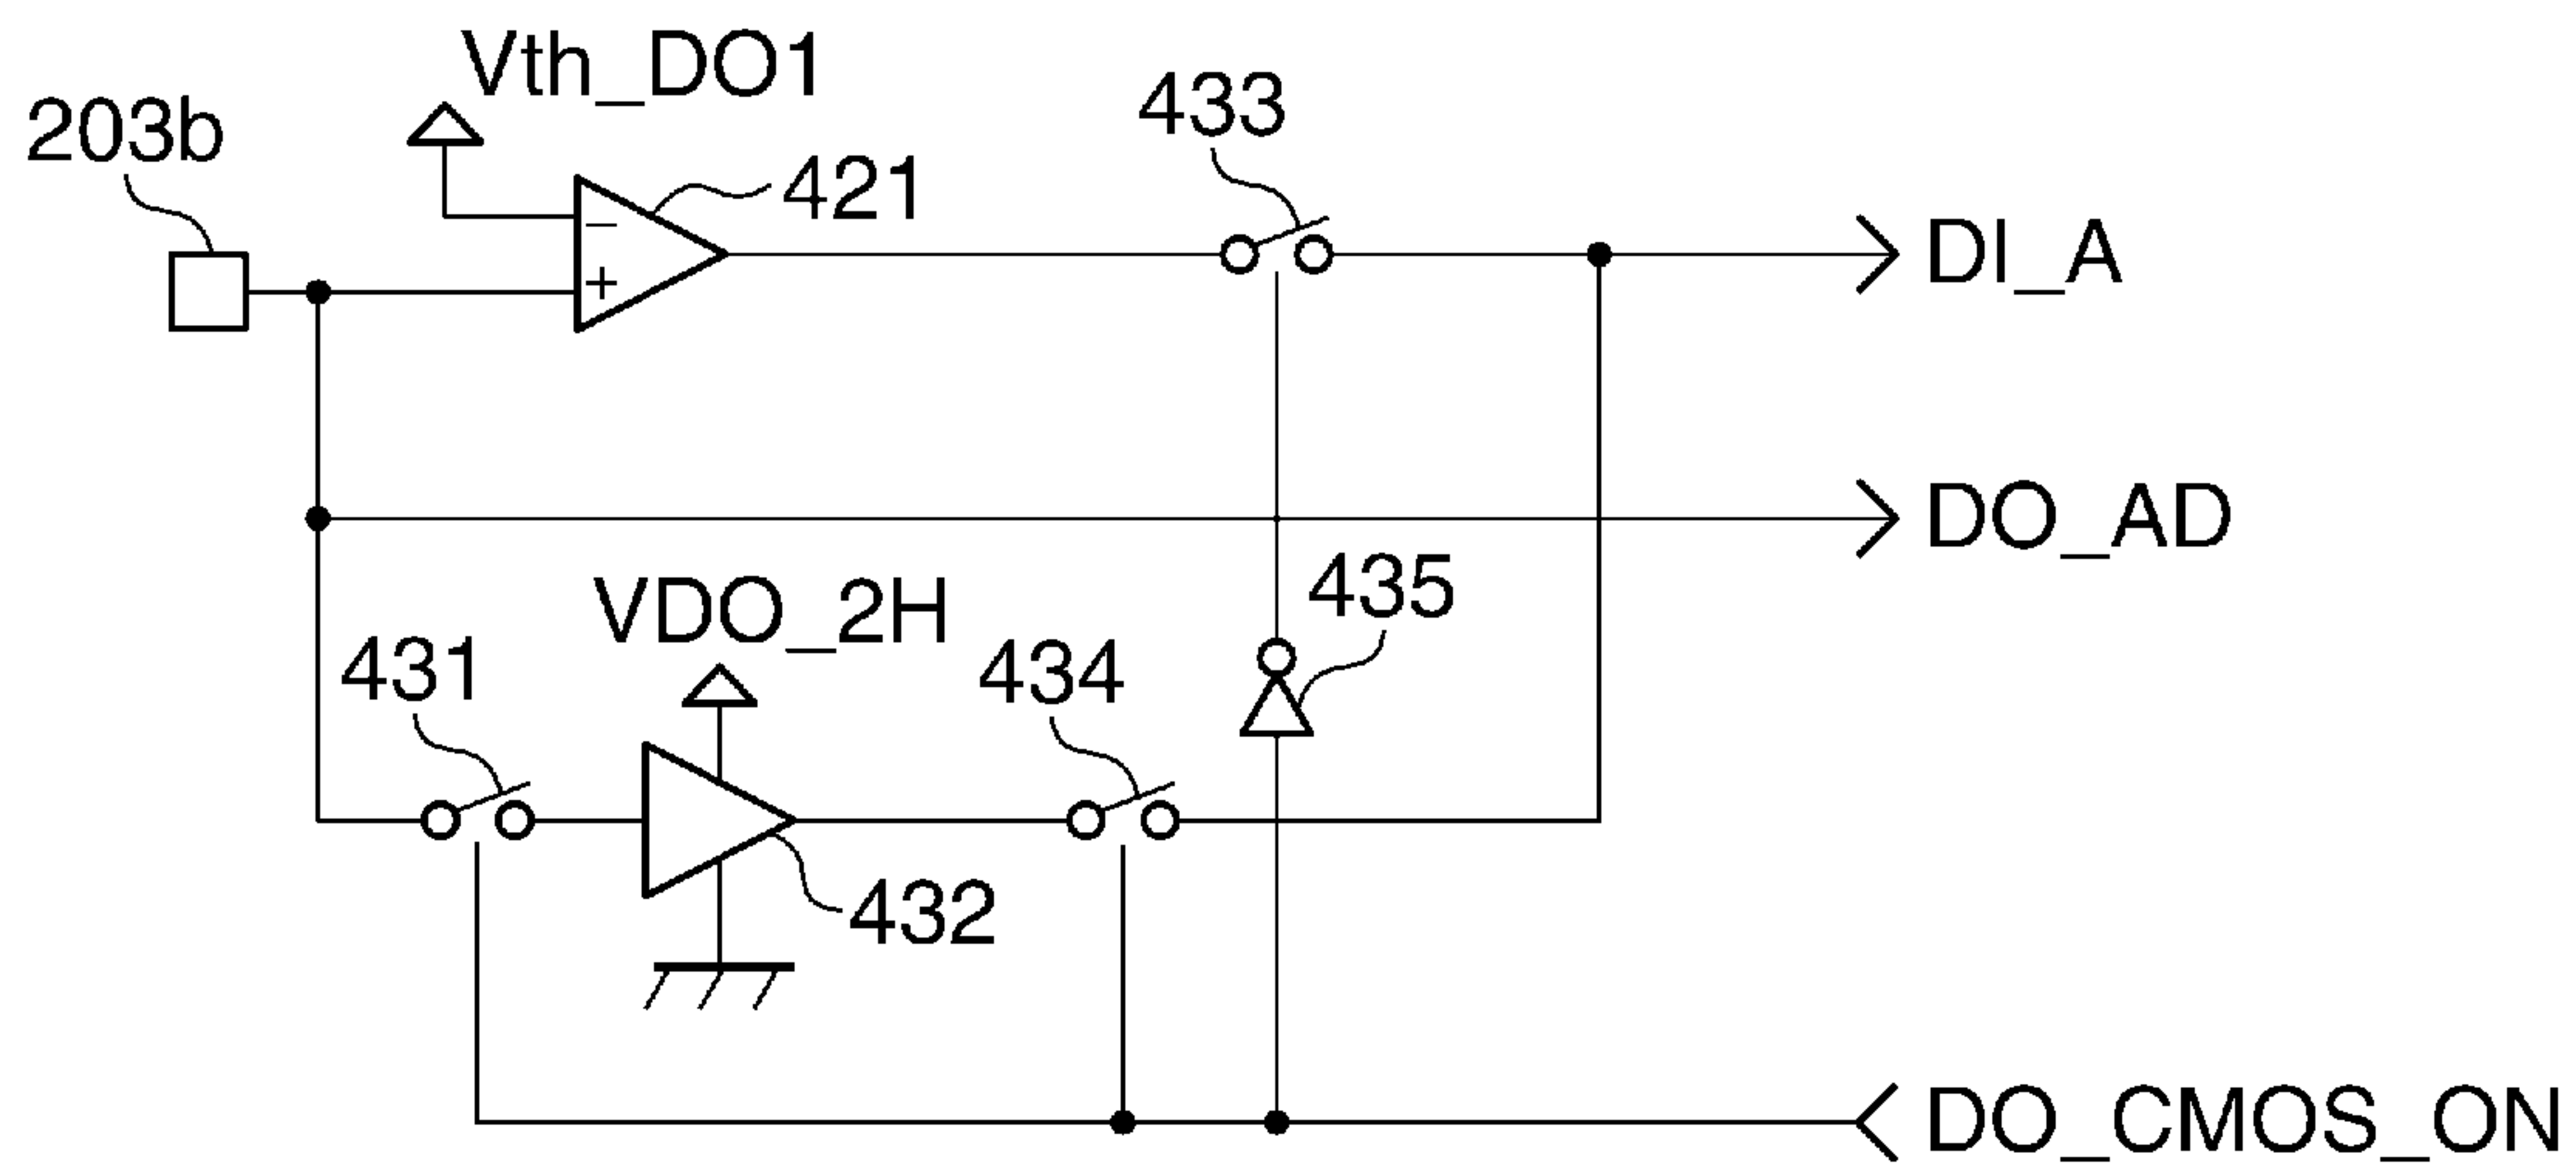 Vth_DO1
203b
433
421
−
+
DI_A
DO_AD
VDO_2H
435
431
434
432
DO_CMOS_ON